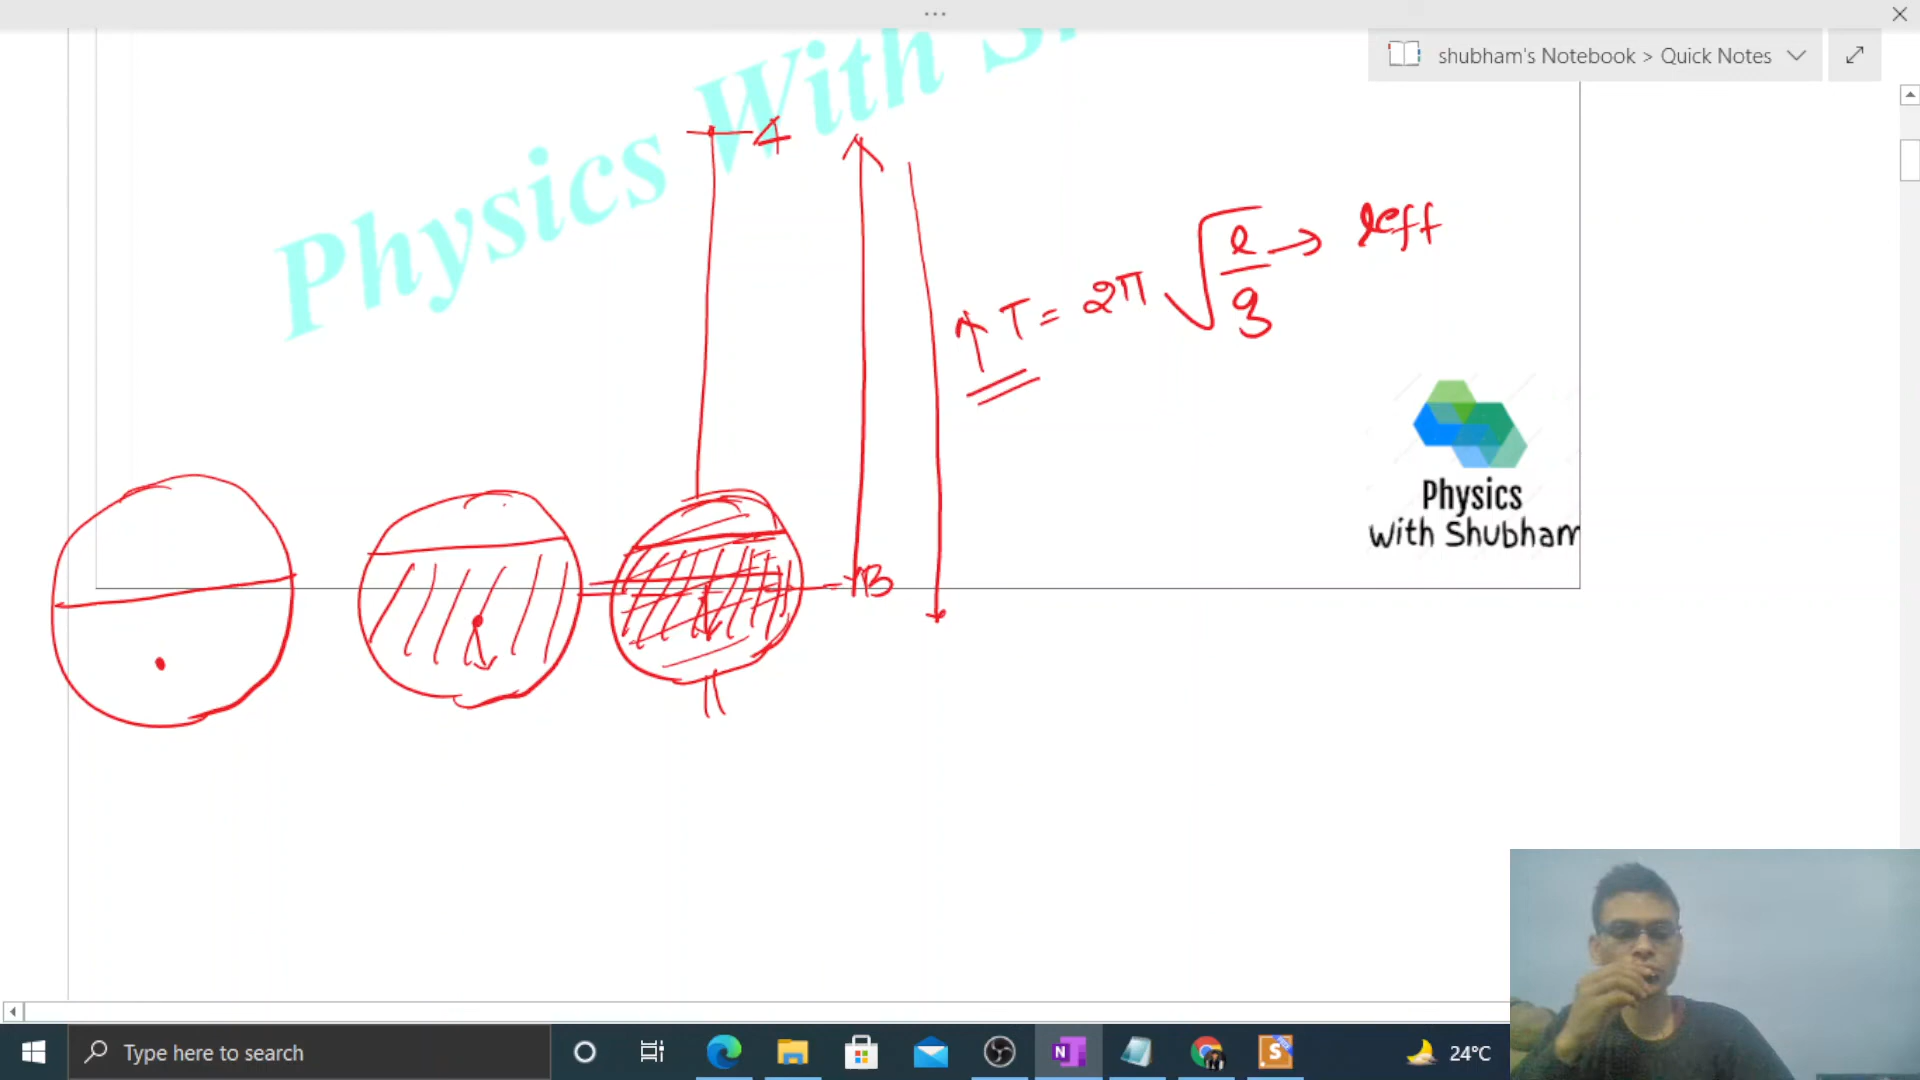 shubham's Notebook > Quick Notes
Physics With S
A
T = 2π √ l/g → leff
B
Physics
with Shubham
Type here to search
24°C